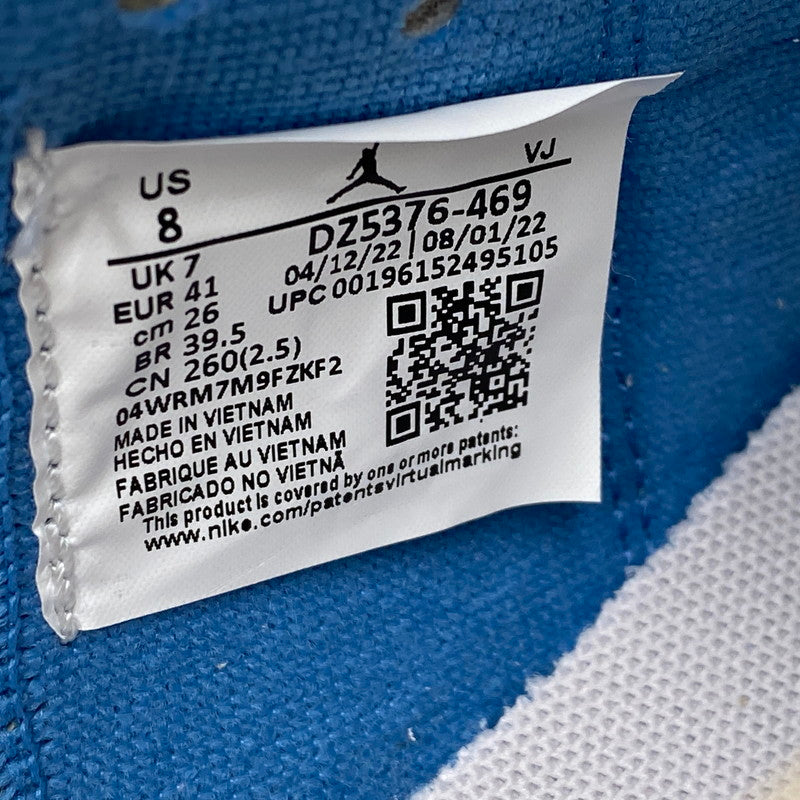 US
8
VJ
DZ5376-469
04/12/22 | 08/01/22
UPC 00196152495105
UK 7
EUR 41
cm 26
BR 39.5
CN 260(2.5)
04WRM7M9FZKF2
MADE IN VIETNAM
HECHO EN VIETNAM
FABRIQUE AU VIETNAM
FABRICADO NO VIETNÃ
This product is covered by one or more patents:
www.nike.com/patentsvirtualmarking